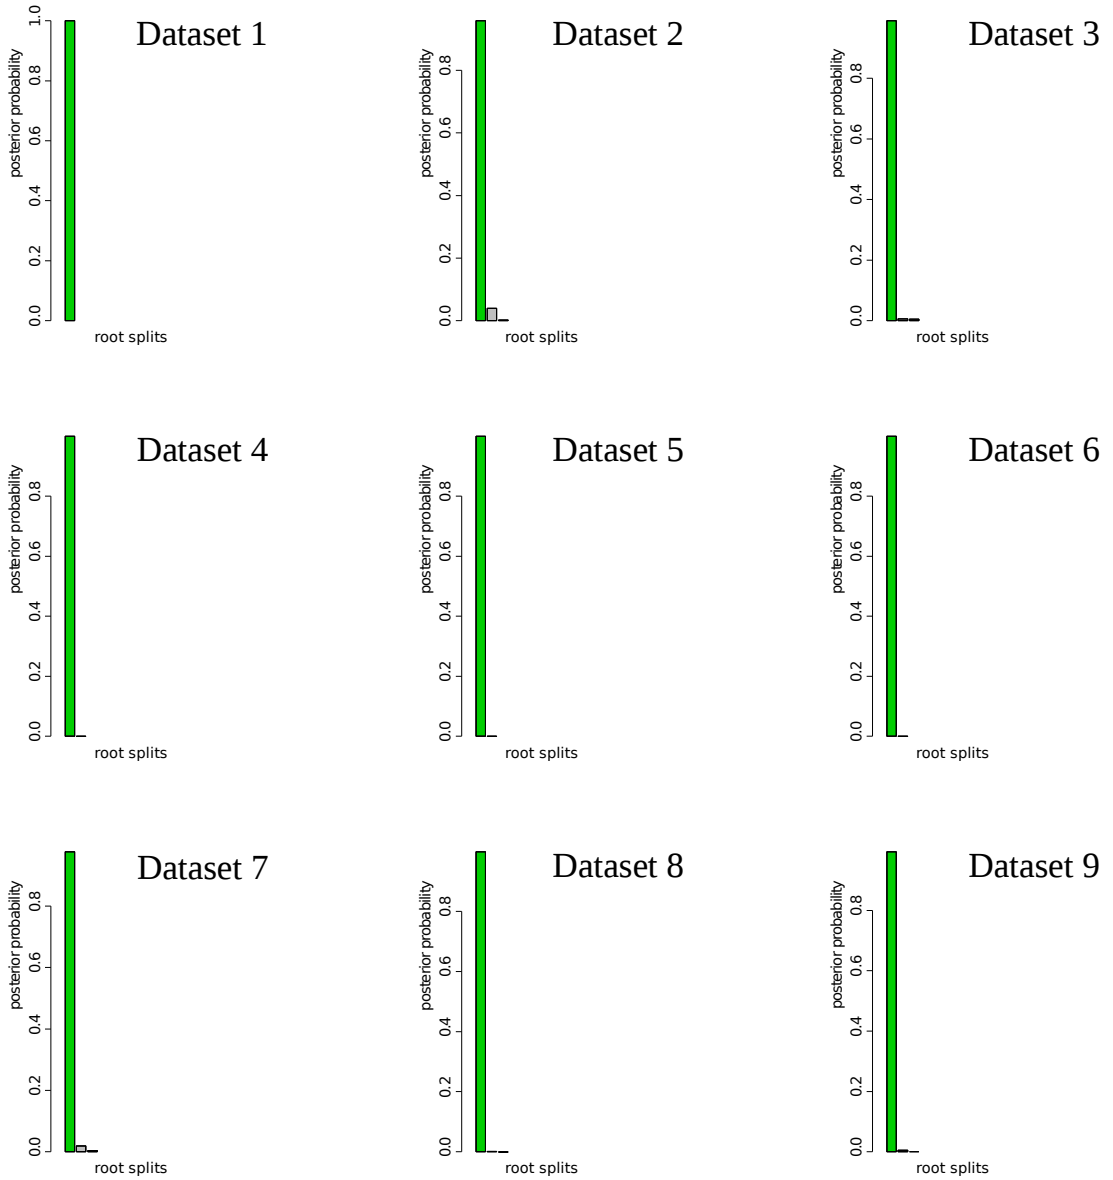 Dataset 1
posterior probability
1.0
0.8
0.6
0.4
0.2
0.0
root splits
Dataset 2
posterior probability
0.8
0.6
0.4
0.2
0.0
root splits
Dataset 3
posterior probability
0.8
0.6
0.4
0.2
0.0
root splits
Dataset 4
posterior probability
0.8
0.6
0.4
0.2
0.0
root splits
Dataset 5
posterior probability
0.8
0.6
0.4
0.2
0.0
root splits
Dataset 6
posterior probability
0.8
0.6
0.4
0.2
0.0
root splits
Dataset 7
posterior probability
0.8
0.6
0.4
0.2
0.0
root splits
Dataset 8
posterior probability
0.8
0.6
0.4
0.2
0.0
root splits
Dataset 9
posterior probability
0.8
0.6
0.4
0.2
0.0
root splits